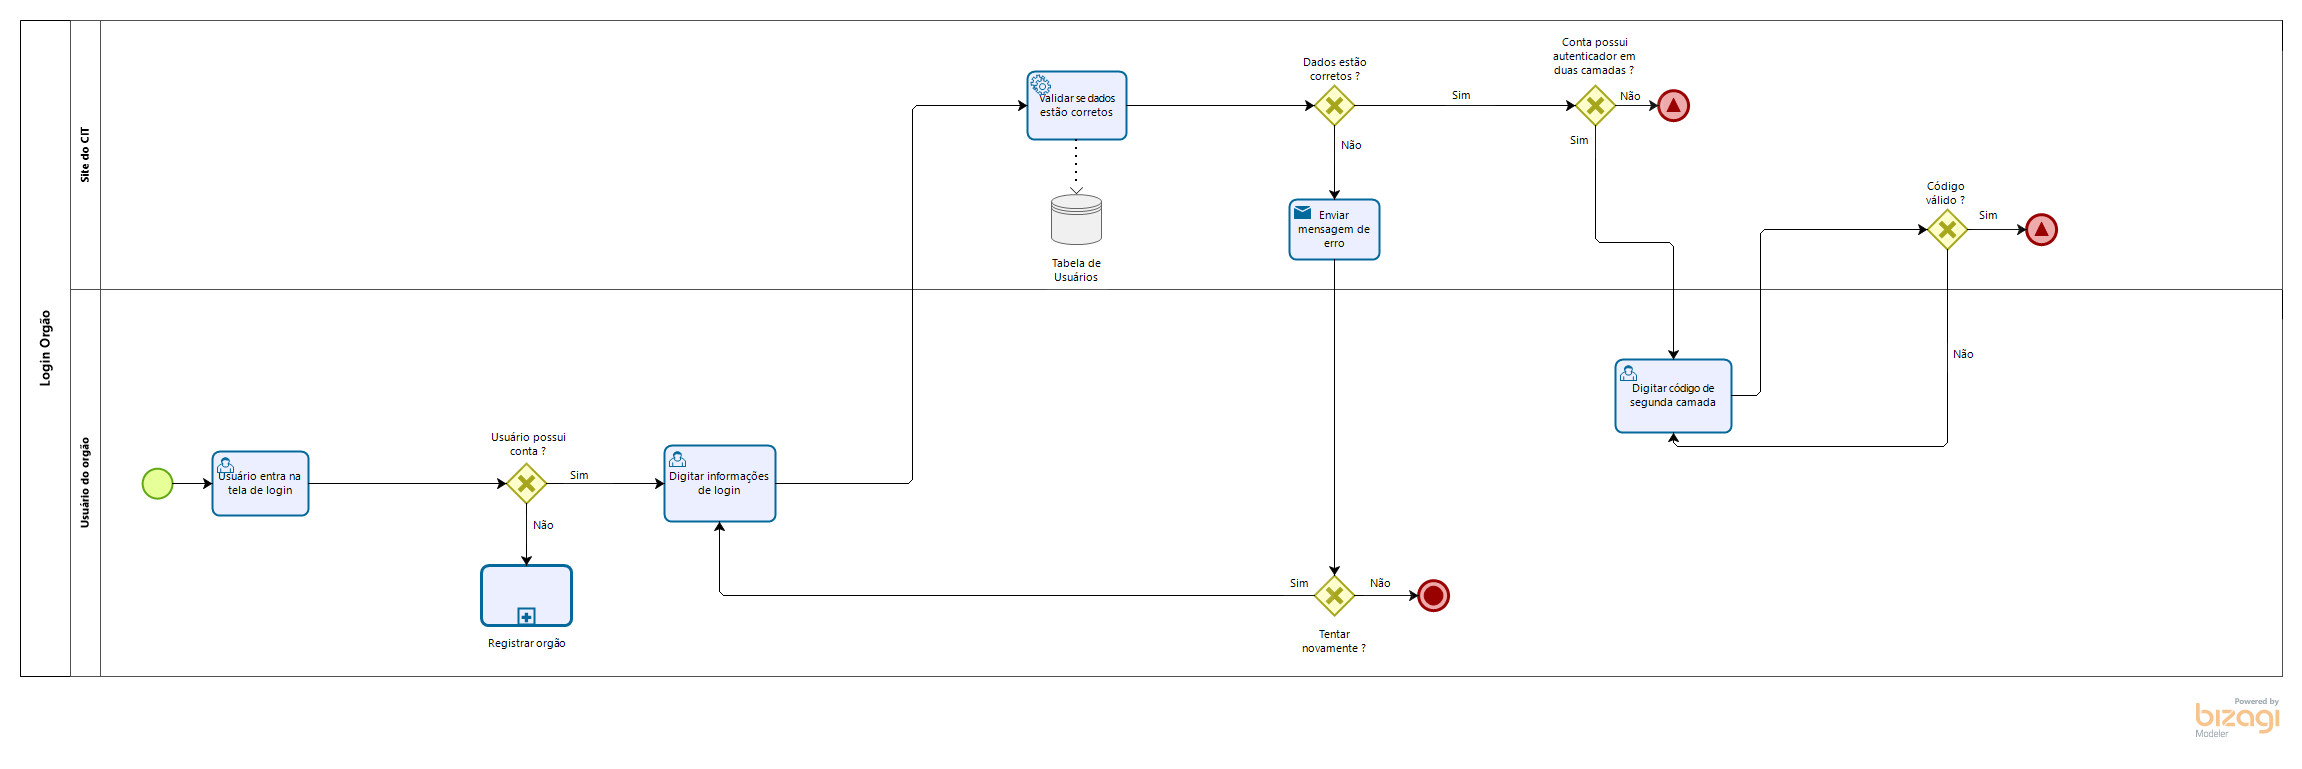 Login Orgão
Site do CIT
Usuário do orgão
Conta possui
autenticador em
duas camadas ?
Dados estão
corretos ?
Validar se dados
estão corretos
Sim
Não
Sim
Não
Enviar
mensagem de
erro
Tabela de
Usuários
Código
válido ?
Sim
Não
Digitar código de
segunda camada
Usuário entra na
tela de login
Usuário possui
conta ?
Sim
Não
Digitar informações
de login
Registrar orgão
Sim
Não
Tentar
novamente ?
Powered by
bizagi
Modeler